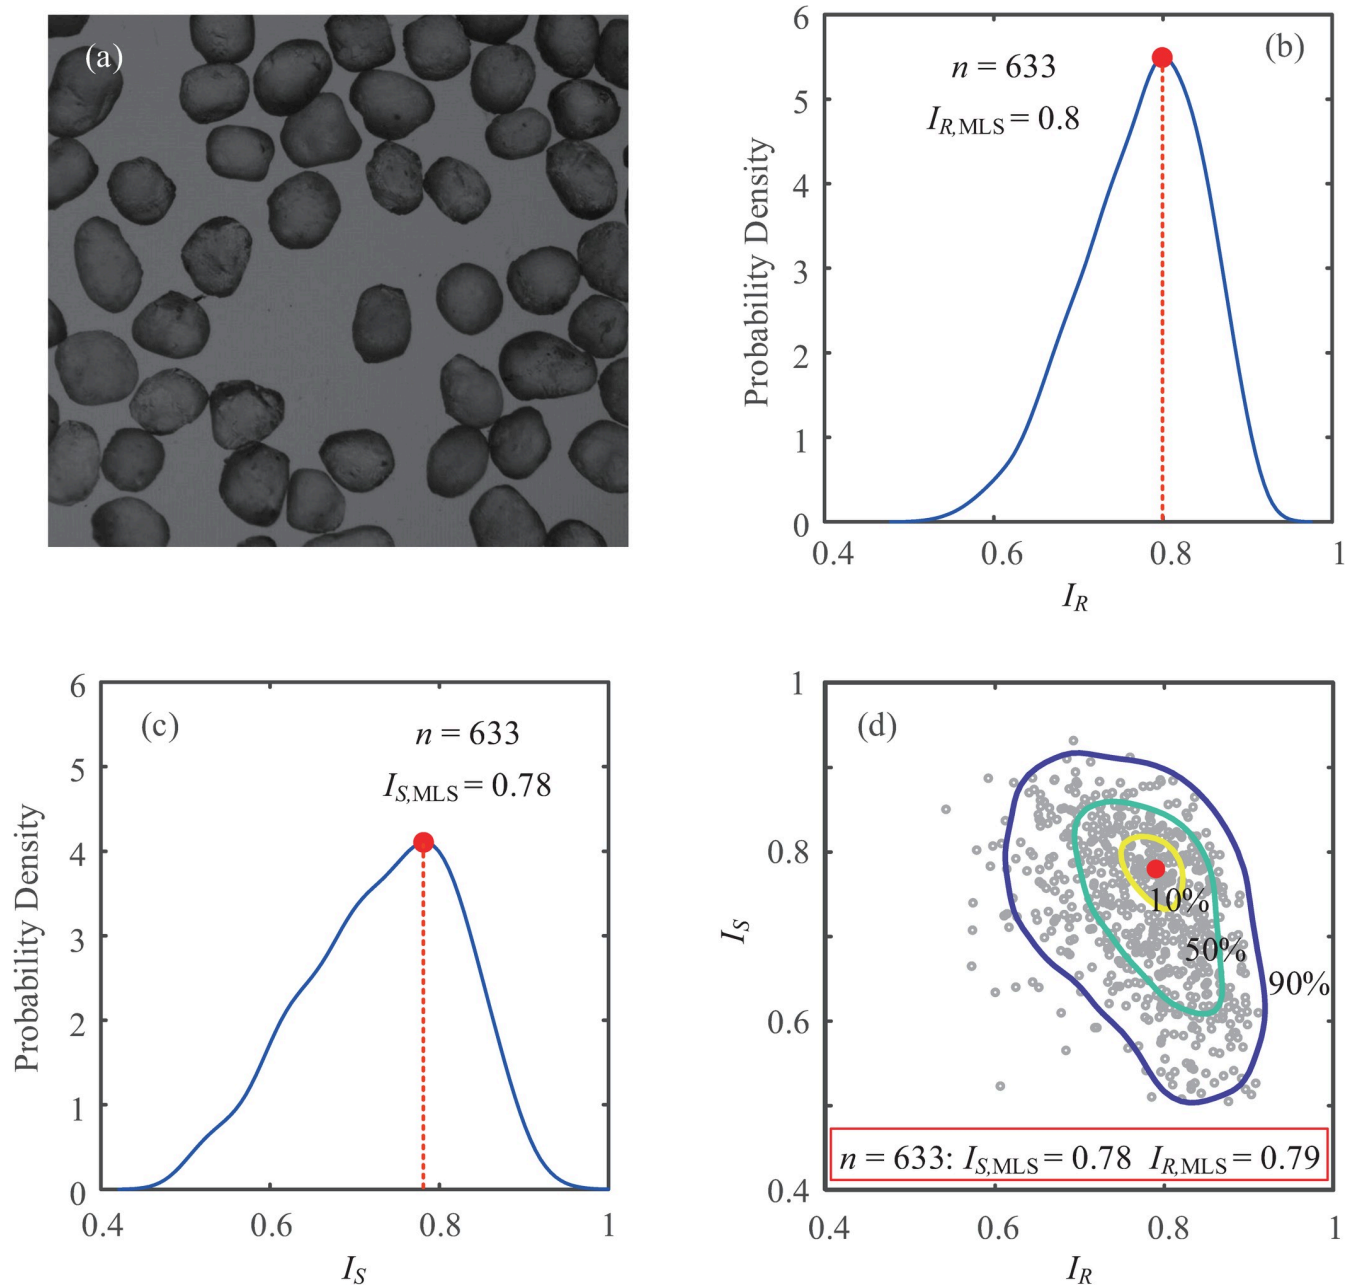 (a)
6
5
4
3
2
1
0
Probability Density
(b)
n = 633
I_R,MLS = 0.8
0.4 0.6 0.8 1
I_R
6
5
4
3
2
1
0
Probability Density
(c)
n = 633
I_S,MLS = 0.78
0.4 0.6 0.8 1
I_S
1
0.8
0.6
0.4
I_S
(d)
10%
50%
90%
n = 633: I_S,MLS = 0.78 I_R,MLS = 0.79
0.4 0.6 0.8 1
I_R